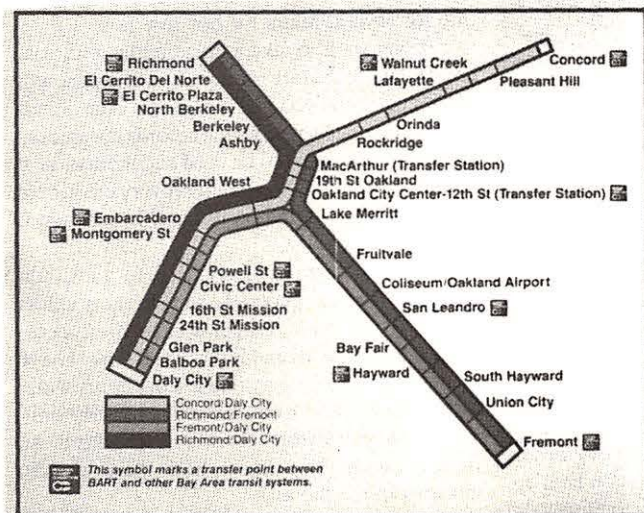 Richmond
El Cerrito Del Norte
El Cerrito Plaza
North Berkeley
Berkeley
Ashby
Walnut Creek
Lafayette
Concord
Pleasant Hill
Orinda
Rockridge
MacArthur (Transfer Station)
19th St Oakland
Oakland City Center-12th St (Transfer Station)
Lake Merritt
Oakland West
Embarcadero
Montgomery St
Powell St
Civic Center
16th St Mission
24th St Mission
Glen Park
Balboa Park
Daly City
Fruitvale
Coliseum/Oakland Airport
San Leandro
Bay Fair
Hayward
South Hayward
Union City
Fremont
Concord/Daly City
Richmond/Fremont
Fremont/Daly City
Richmond/Daly City
This symbol marks a transfer point between
BART and other Bay Area transit systems.